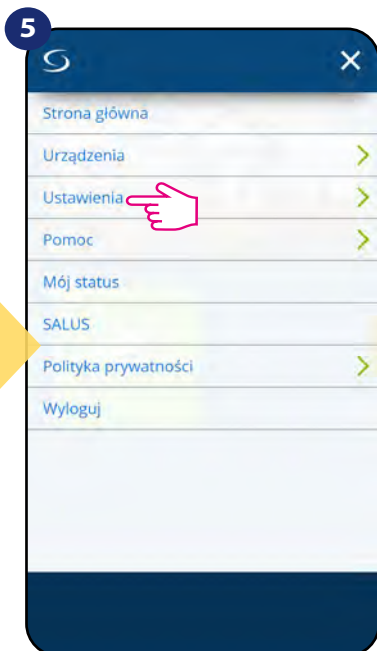 5
Strona główna
Urządzenia
Ustawienia
Pomoc
Mój status
SALUS
Polityka prywatności
Wyloguj